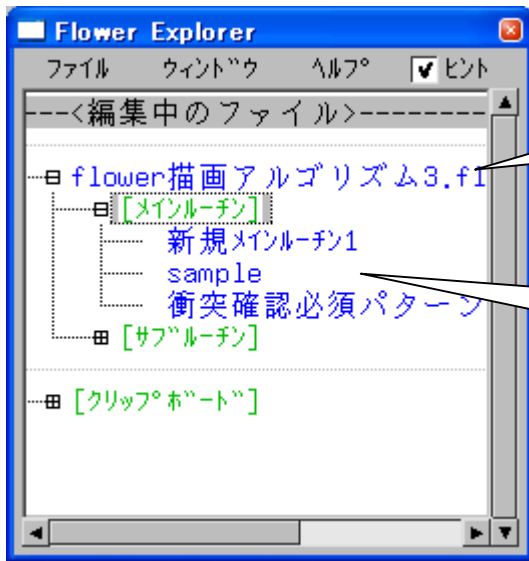 Flower Explorer
ファイル ウィンドウ ヘルプ ヒント
---<編集中のファイル>--------
flower描画アルゴリズム3.fl
[メインルーチン]
新規メインルーチン1
sample
衝突確認必須パターン
[サブルーチン]
[クリップボード]